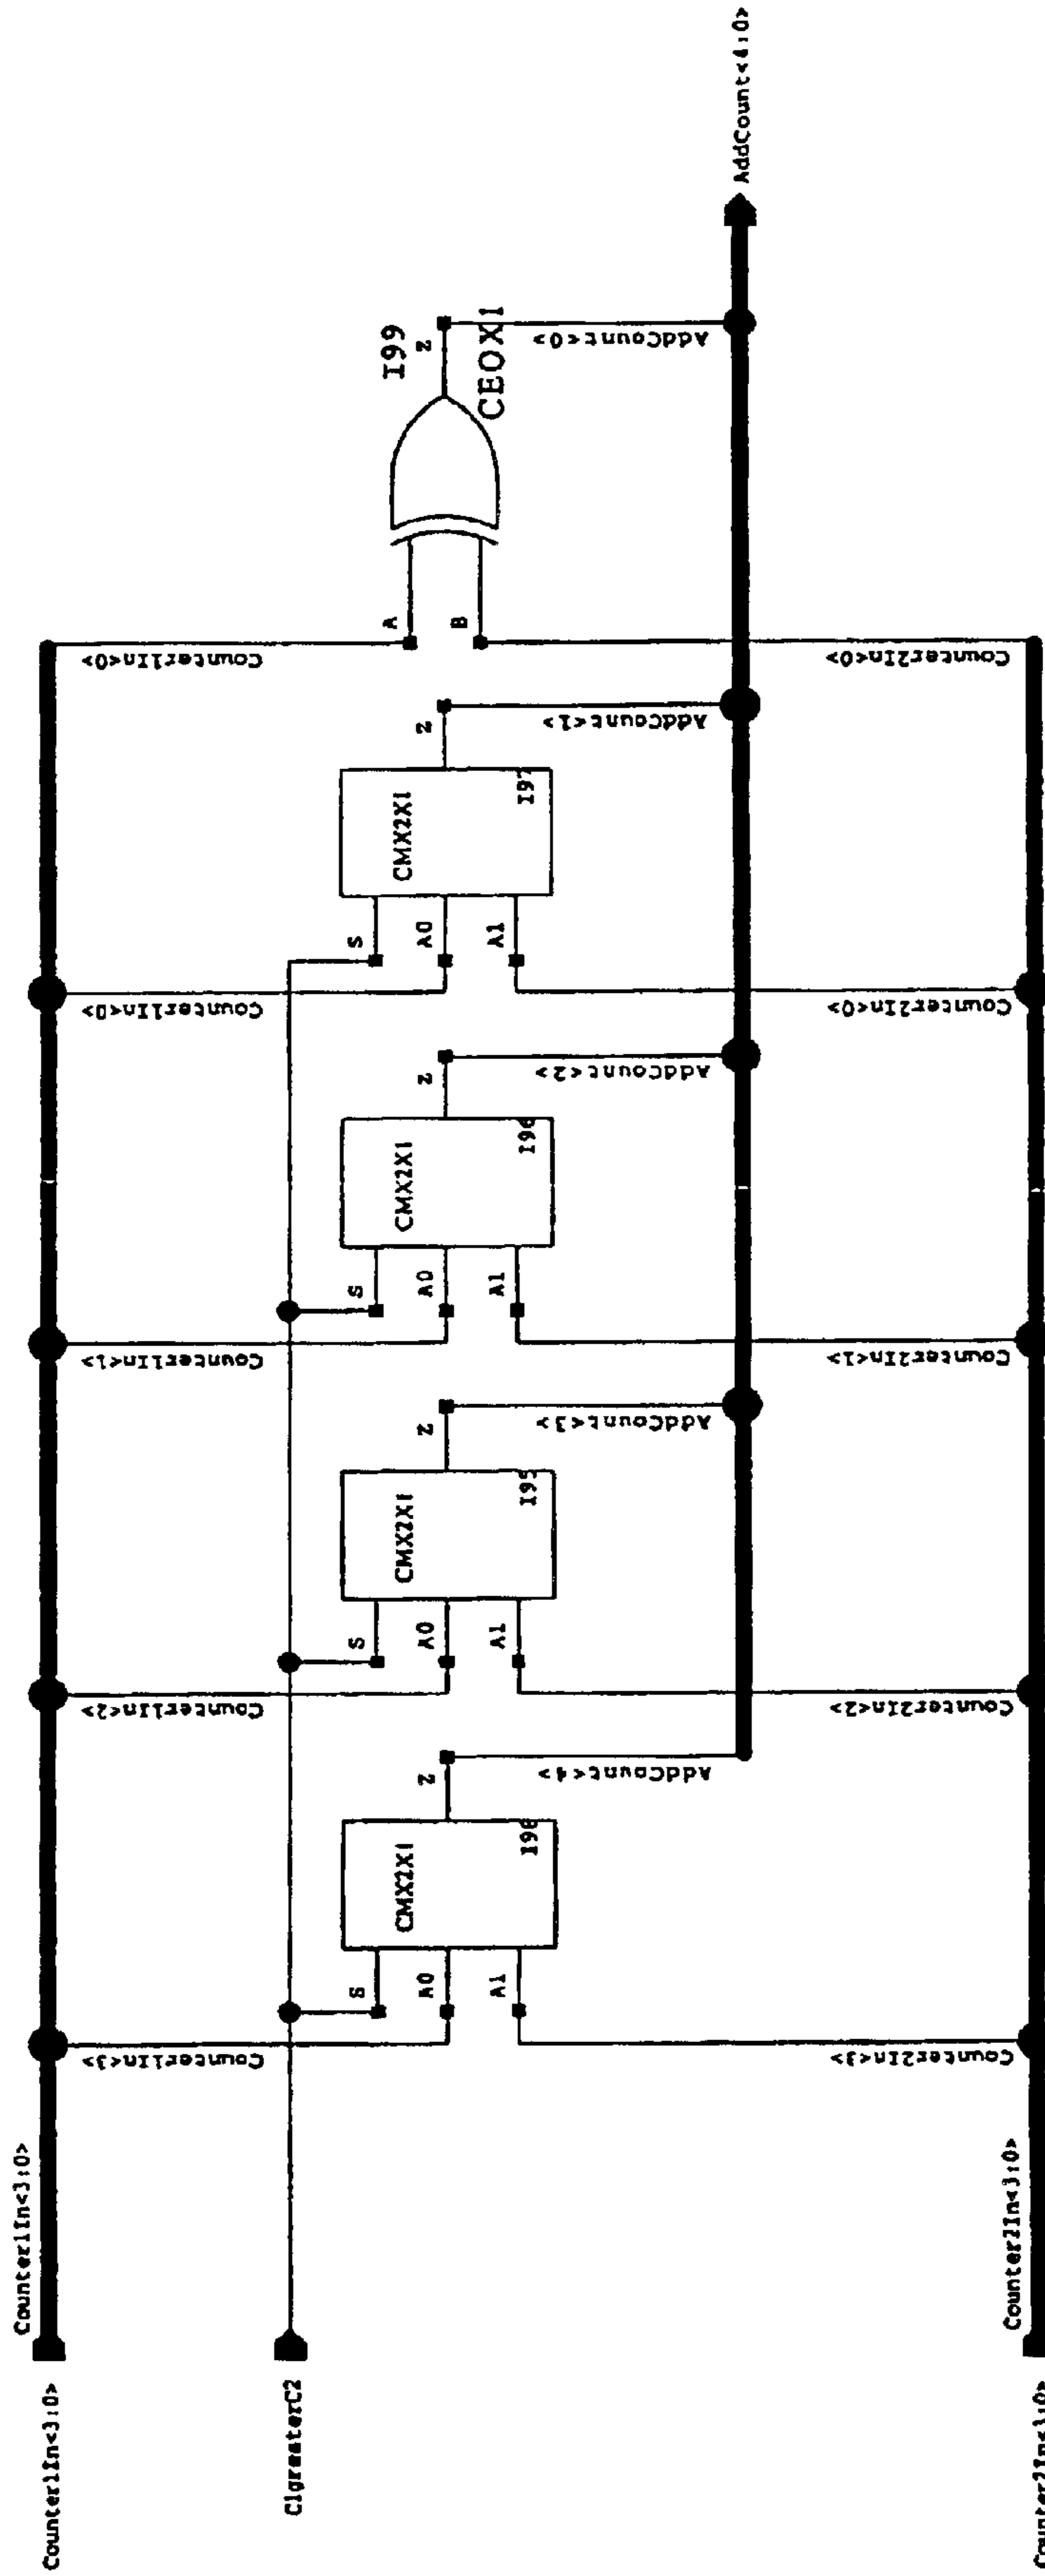 Counter1In<3:0>
Counter1In<3:0>
C1greaterC2
Counter2In<3:0>
Counter2In<3:0>
Counter1In<3>
S
A0
A1
CMX2X1
Z
AddCount<4>
Counter2In<3>
Counter1In<2>
S
A0
A1
CMX2X1
I95
Z
AddCount<3>
Counter2In<2>
Counter1In<1>
S
A0
A1
CMX2X1
I96
Z
AddCount<2>
Counter2In<1>
Counter1In<0>
S
A0
A1
CMX2X1
I97
Z
AddCount<1>
Counter2In<0>
Counter1In<0>
A
B
I99
Z
CEOX1
AddCount<0>
Counter2In<0>
AddCount<4:0>